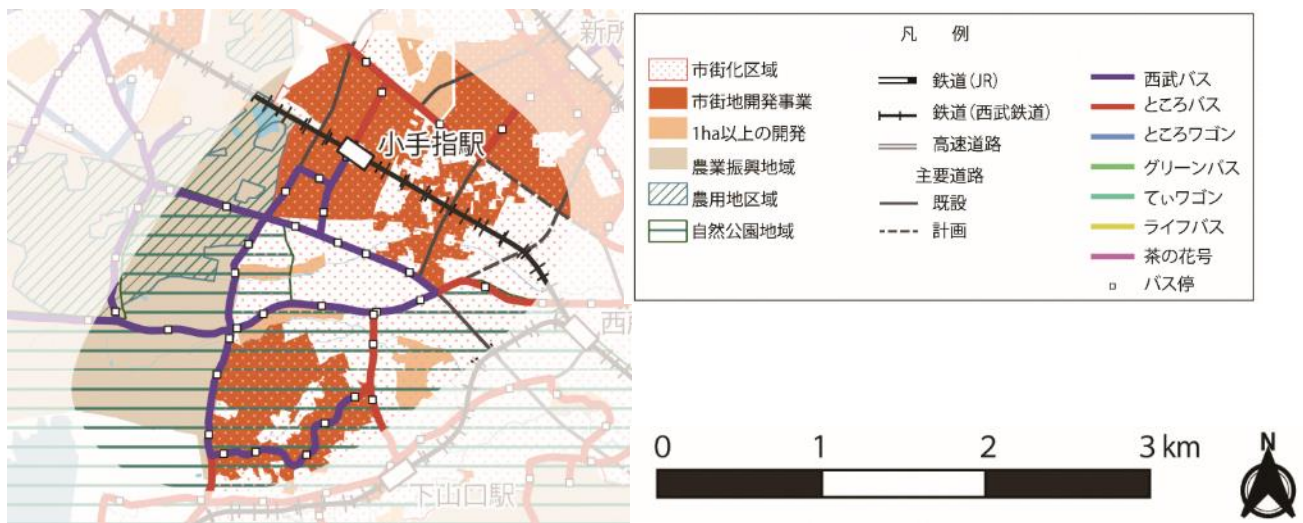 新所
小手指駅
西所
下山口駅
凡 例
市街化区域
市街地開発事業
1ha以上の開発
農業振興地域
農用地区域
自然公園地域
鉄道(JR)
鉄道(西武鉄道)
高速道路
主要道路
既設
計画
西武バス
ところバス
ところワゴン
グリーンバス
てぃワゴン
ライフバス
茶の花号
バス停
0 1 2 3 km
N